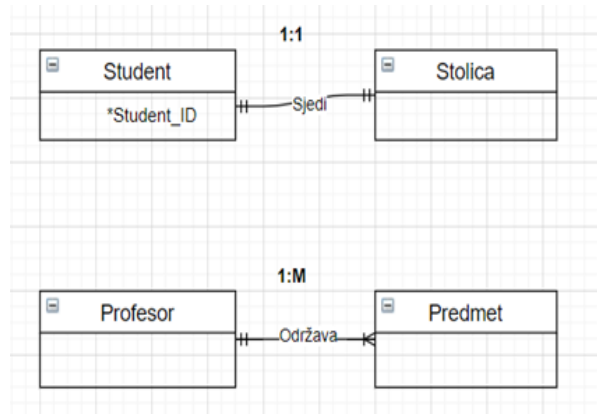 1:1
Student
Stolica
*Student_ID
Sjedi
1:M
Profesor
Predmet
Održava